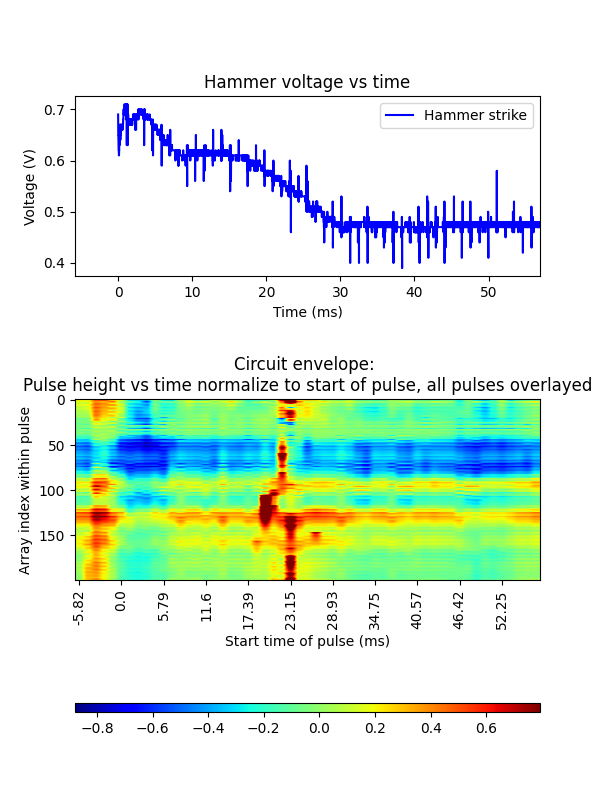 Hammer voltage vs time
0.7
0.6
0.5
0.4
Voltage (V)
Hammer strike
0 10 20 30 40 50
Time (ms)
Circuit envelope:
Pulse height vs time normalize to start of pulse, all pulses overlayed
0
50
100
150
Array index within pulse
-5.82 0.0 5.79 11.6 17.39 23.15 28.93 34.75 40.57 46.42 52.25
Start time of pulse (ms)
−0.8 −0.6 −0.4 −0.2 0.0 0.2 0.4 0.6